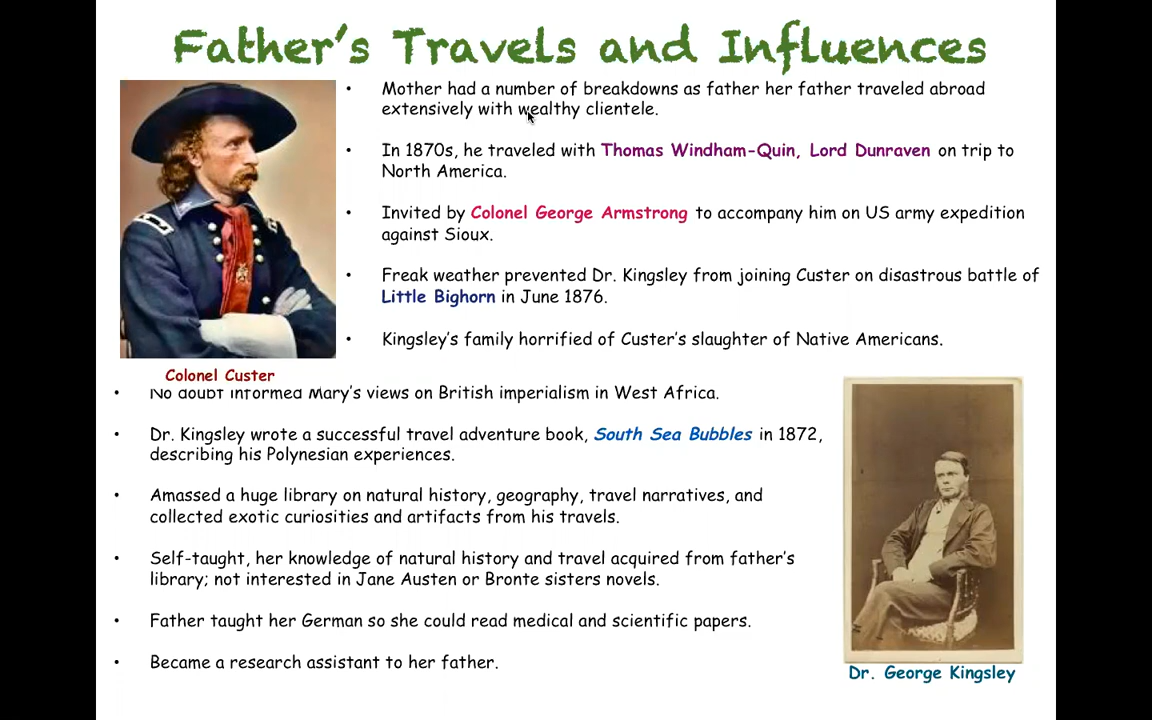 Father's Travels and Influences
• Mother had a number of breakdowns as father her father traveled abroad
extensively with wealthy clientele.
• In 1870s, he traveled with Thomas Windham-Quin, Lord Dunraven on trip to
North America.
• Invited by Colonel George Armstrong to accompany him on US army expedition
against Sioux.
• Freak weather prevented Dr. Kingsley from joining Custer on disastrous battle of
Little Bighorn in June 1876.
• Kingsley's family horrified of Custer's slaughter of Native Americans.
Colonel Custer
• No doubt informed Mary's views on British imperialism in West Africa.
• Dr. Kingsley wrote a successful travel adventure book, South Sea Bubbles in 1872,
describing his Polynesian experiences.
• Amassed a huge library on natural history, geography, travel narratives, and
collected exotic curiosities and artifacts from his travels.
• Self-taught, her knowledge of natural history and travel acquired from father's
library; not interested in Jane Austen or Bronte sisters novels.
• Father taught her German so she could read medical and scientific papers.
• Became a research assistant to her father.
Dr. George Kingsley